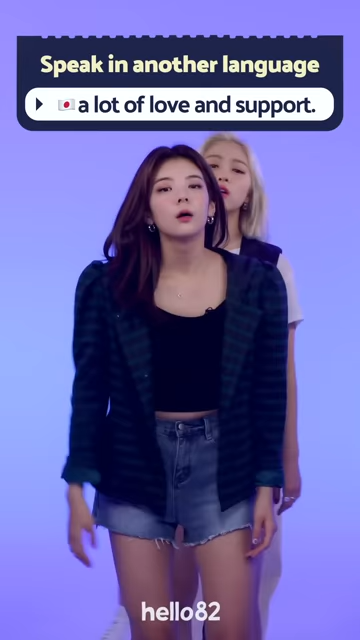 Speak in another language
🇯🇵 a lot of love and support.
hello82